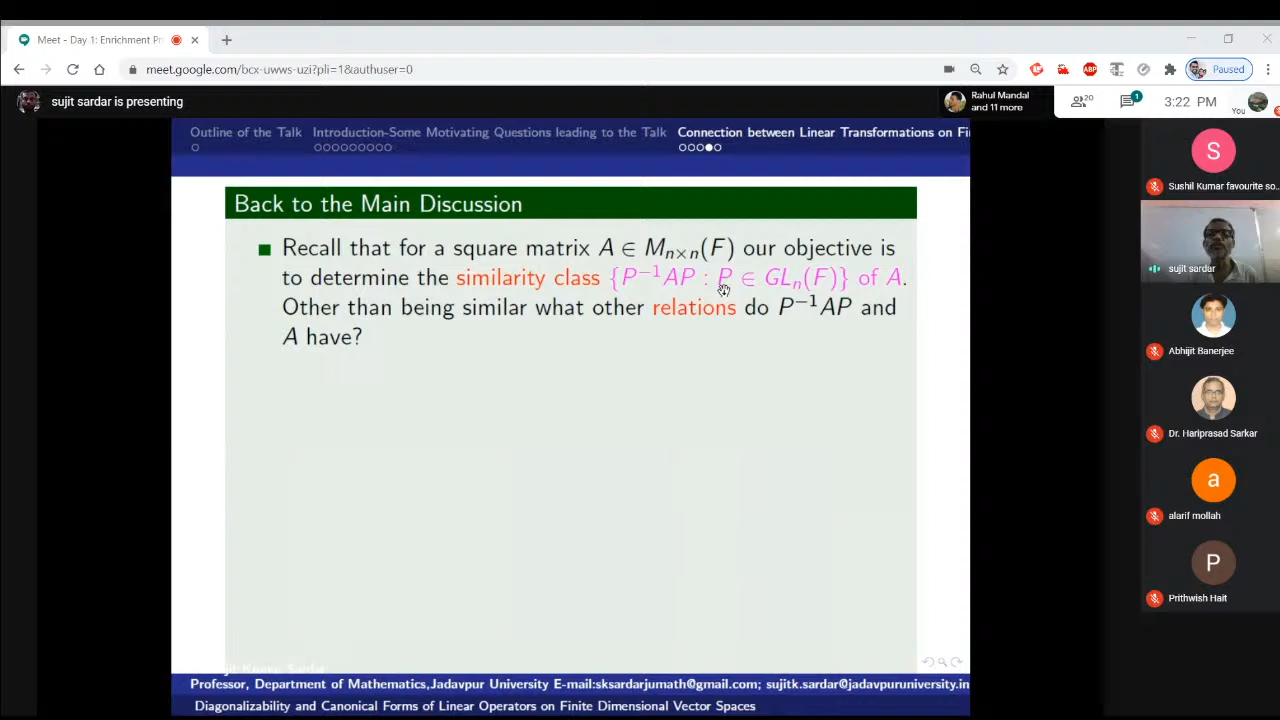 Meet - Day 1: Enrichment Pr
meet.google.com/bcx-uwws-uzi?pli=1&authuser=0
ABP
Paused
sujit sardar is presenting
Rahul Mandal
and 11 more
20
1
3:22 PM
You
Outline of the Talk Introduction-Some Motivating Questions leading to the Talk Connection between Linear Transformations on Fi
Back to the Main Discussion
Recall that for a square matrix A ∈ Mₙₓₙ(F) our objective is
to determine the similarity class {P⁻¹AP : P ∈ GLₙ(F)} of A.
Other than being similar what other relations do P⁻¹AP and
A have?
S
Sushil Kumar favourite so...
sujit sardar
Abhijit Banerjee
Dr. Hariprasad Sarkar
a
alarif mollah
P
Prithwish Hait
Sardar
Professor, Department of Mathematics,Jadavpur University E-mail:sksardarjumath@gmail.com; sujitk.sardar@jadavpuruniversity.in
Diagonalizability and Canonical Forms of Linear Operators on Finite Dimensional Vector Spaces